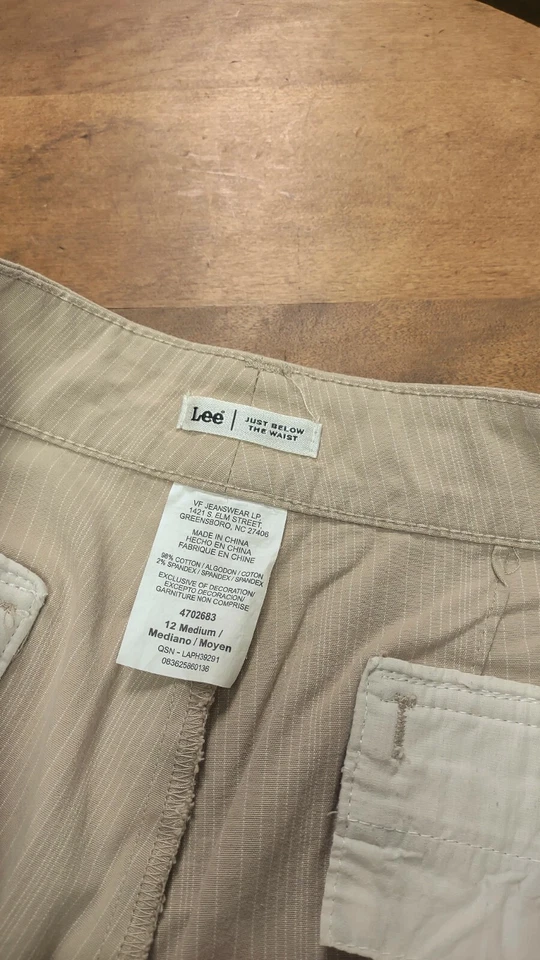 Lee®
JUST BELOW
THE WAIST
VF JEANSWEAR LP.
1421 S. ELM STREET.
GREENSBORO, NC 27406
MADE IN CHINA
HECHO EN CHINA
FABRIQUE EN CHINE
98% COTTON / ALGODON / COTON
2% SPANDEX / SPANDEX / SPANDEX
EXCLUSIVE OF DECORATION/
EXCEPTO DECORACION/
GARNITURE NON COMPRISE
4702683
12 Medium /
Mediano / Moyen
QSN - LAPH39291
083625860136